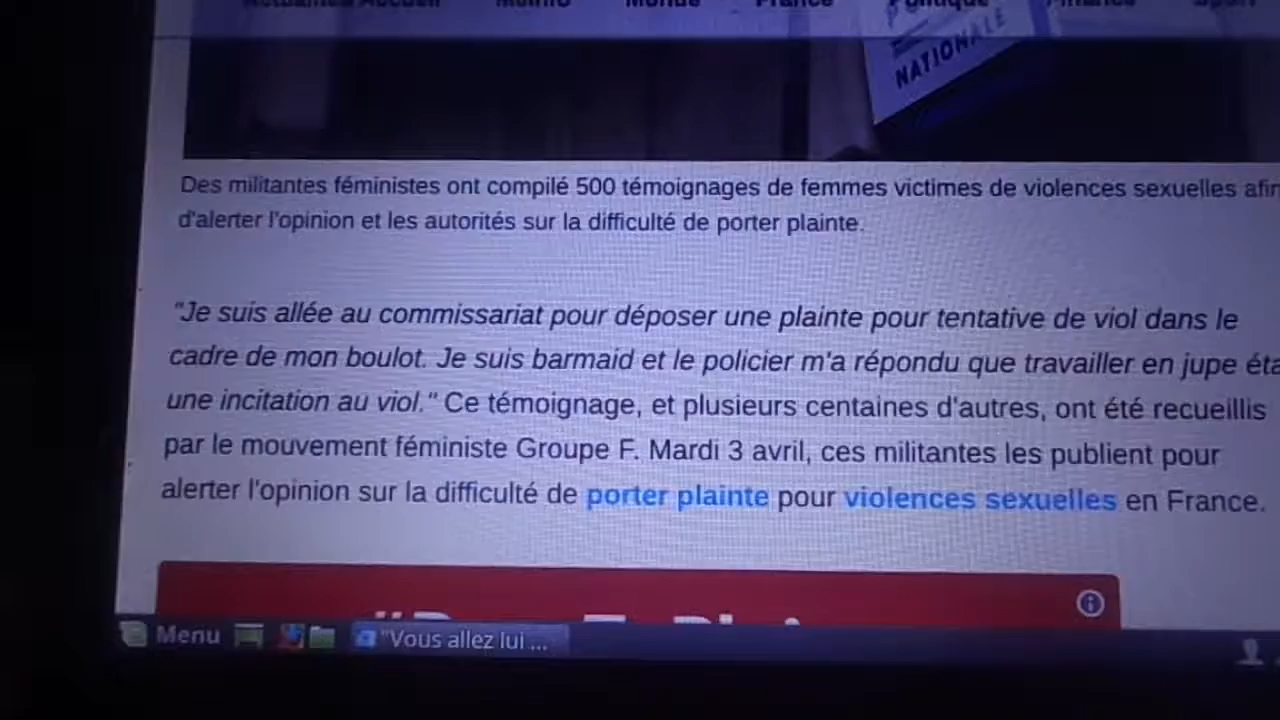 Monde France Politique
NATIONALE
Des militantes féministes ont compilé 500 témoignages de femmes victimes de violences sexuelles afin
d'alerter l'opinion et les autorités sur la difficulté de porter plainte.
"Je suis allée au commissariat pour déposer une plainte pour tentative de viol dans le
cadre de mon boulot. Je suis barmaid et le policier m'a répondu que travailler en jupe éta
une incitation au viol." Ce témoignage, et plusieurs centaines d'autres, ont été recueillis
par le mouvement féministe Groupe F. Mardi 3 avril, ces militantes les publient pour
alerter l'opinion sur la difficulté de porter plainte pour violences sexuelles en France.
Menu "Vous allez lui ...